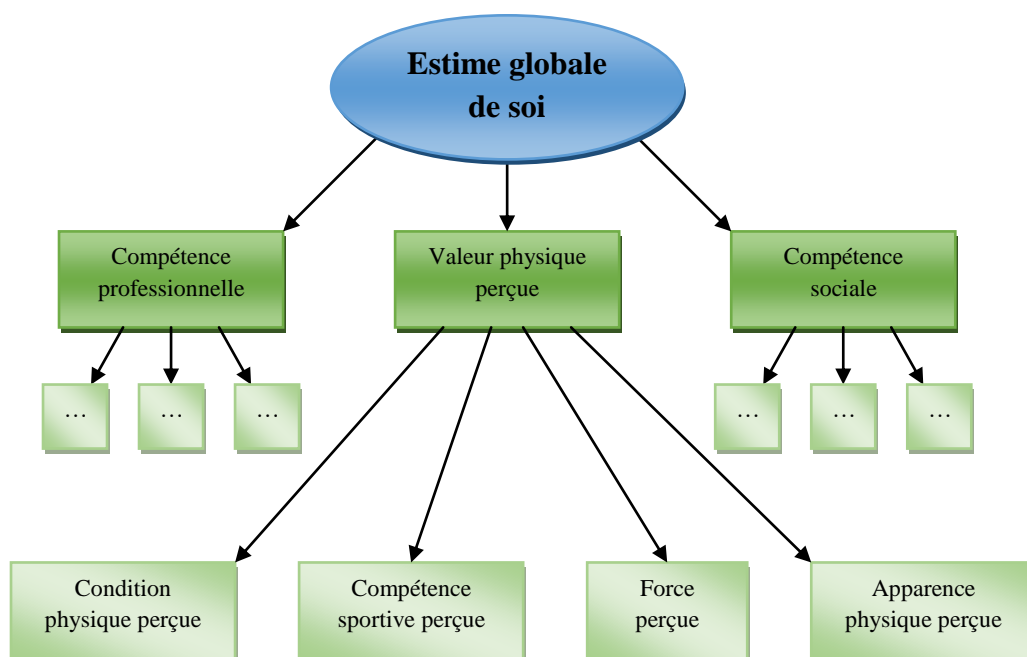 Estime globale
de soi
Compétence
professionnelle
Valeur physique
perçue
Compétence
sociale
…
…
…
…
…
…
Condition
physique perçue
Compétence
sportive perçue
Force
perçue
Apparence
physique perçue